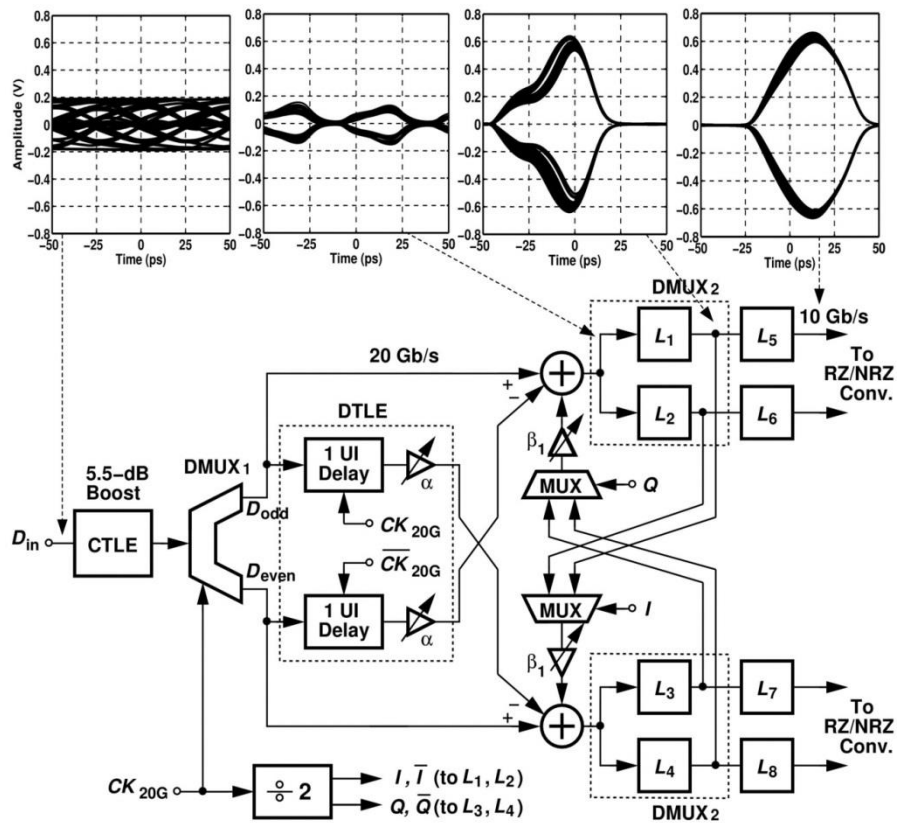 0.8 0.8 0.8 0.8
0.6 0.6 0.6 0.6
0.4 0.4 0.4 0.4
0.2 0.2 0.2 0.2
0 0 0 0
−0.2 −0.2 −0.2 −0.2
−0.4 −0.4 −0.4 −0.4
−0.6 −0.6 −0.6 −0.6
−0.8 −0.8 −0.8 −0.8
Amplitude (V)
−50 −25 0 25 50 −50 −25 0 25 50 −50 −25 0 25 50 −50 −25 0 25 50
Time (ps) Time (ps) Time (ps) Time (ps)
DMUX2
10 Gb/s
L1 L5
To
RZ/NRZ
Conv.
L2 L6
20 Gb/s
+
−
DTLE
1 UI
Delay
α
CK20G
β1
MUX
Q
5.5−dB
Boost
DMUX1
Dodd
Din
CTLE
Deven
CK20G
1 UI
Delay
α
MUX
I
β1
−
+
L3 L7
To
RZ/NRZ
Conv.
L4 L8
DMUX2
CK20G
÷ 2
I, I (to L1, L2)
Q, Q (to L3, L4)